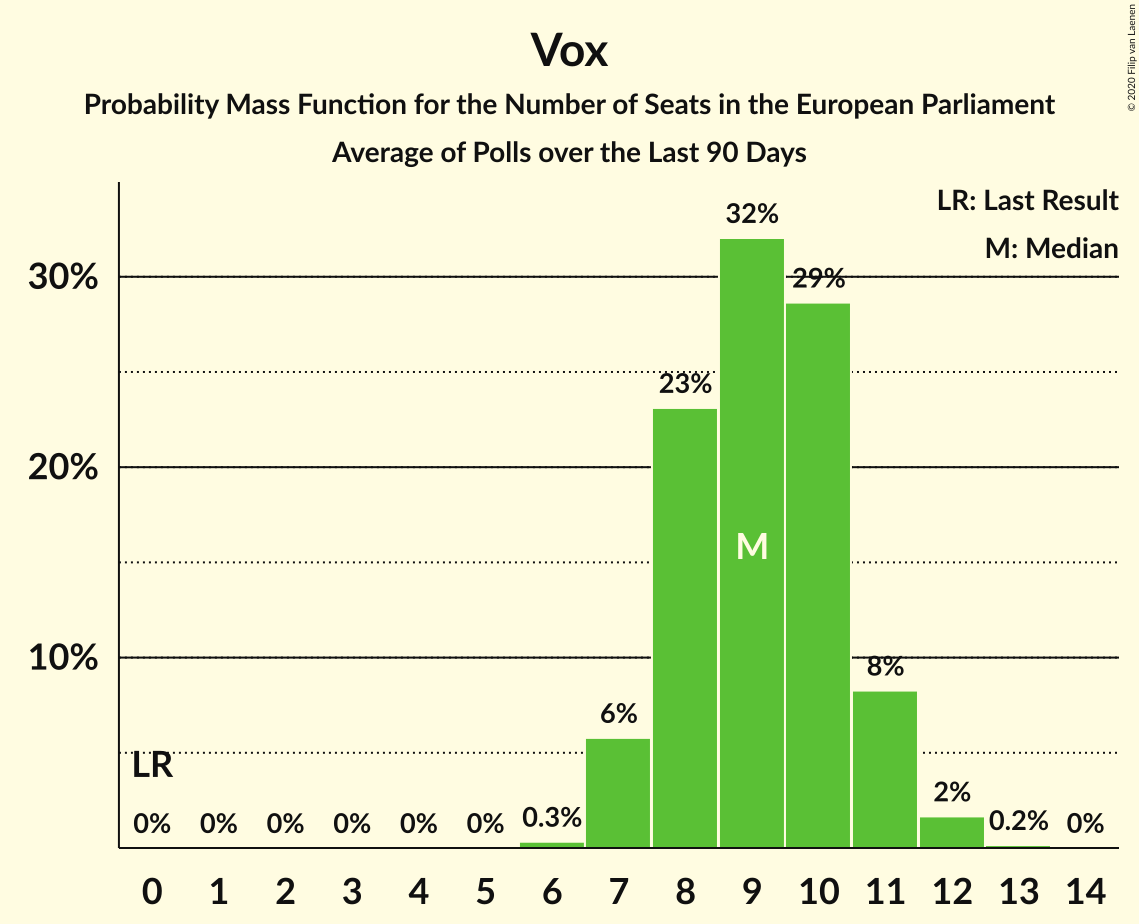 Vox
Probability Mass Function for the Number of Seats in the European Parliament
Average of Polls over the Last 90 Days
© 2020 Filip van Laenen
LR: Last Result
M: Median
30%
20%
10%
32%
29%
23%
M
8%
6%
LR
2%
0% 0% 0% 0% 0% 0% 0.3% 0.2% 0%
0 1 2 3 4 5 6 7 8 9 10 11 12 13 14